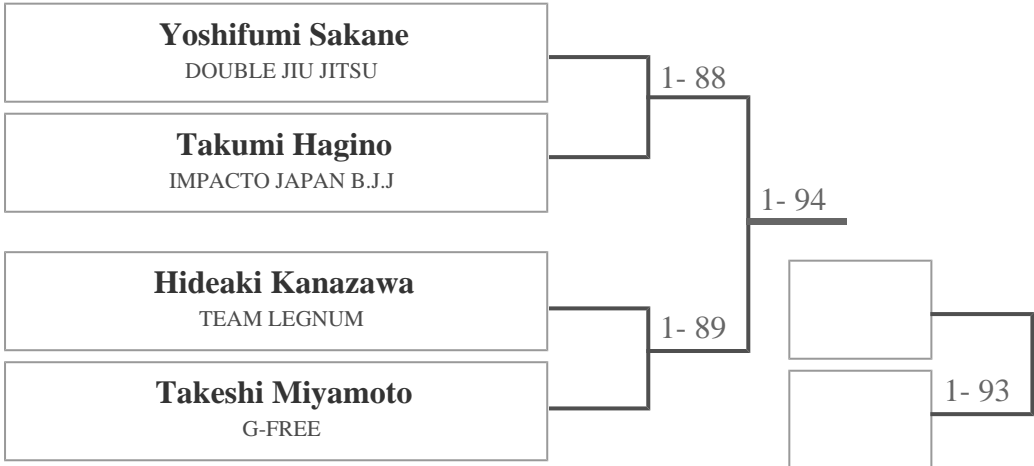 Yoshifumi Sakane
DOUBLE JIU JITSU
1- 88
Takumi Hagino
IMPACTO JAPAN B.J.J
1- 94
Hideaki Kanazawa
TEAM LEGNUM
1- 89
Takeshi Miyamoto
G-FREE
1- 93